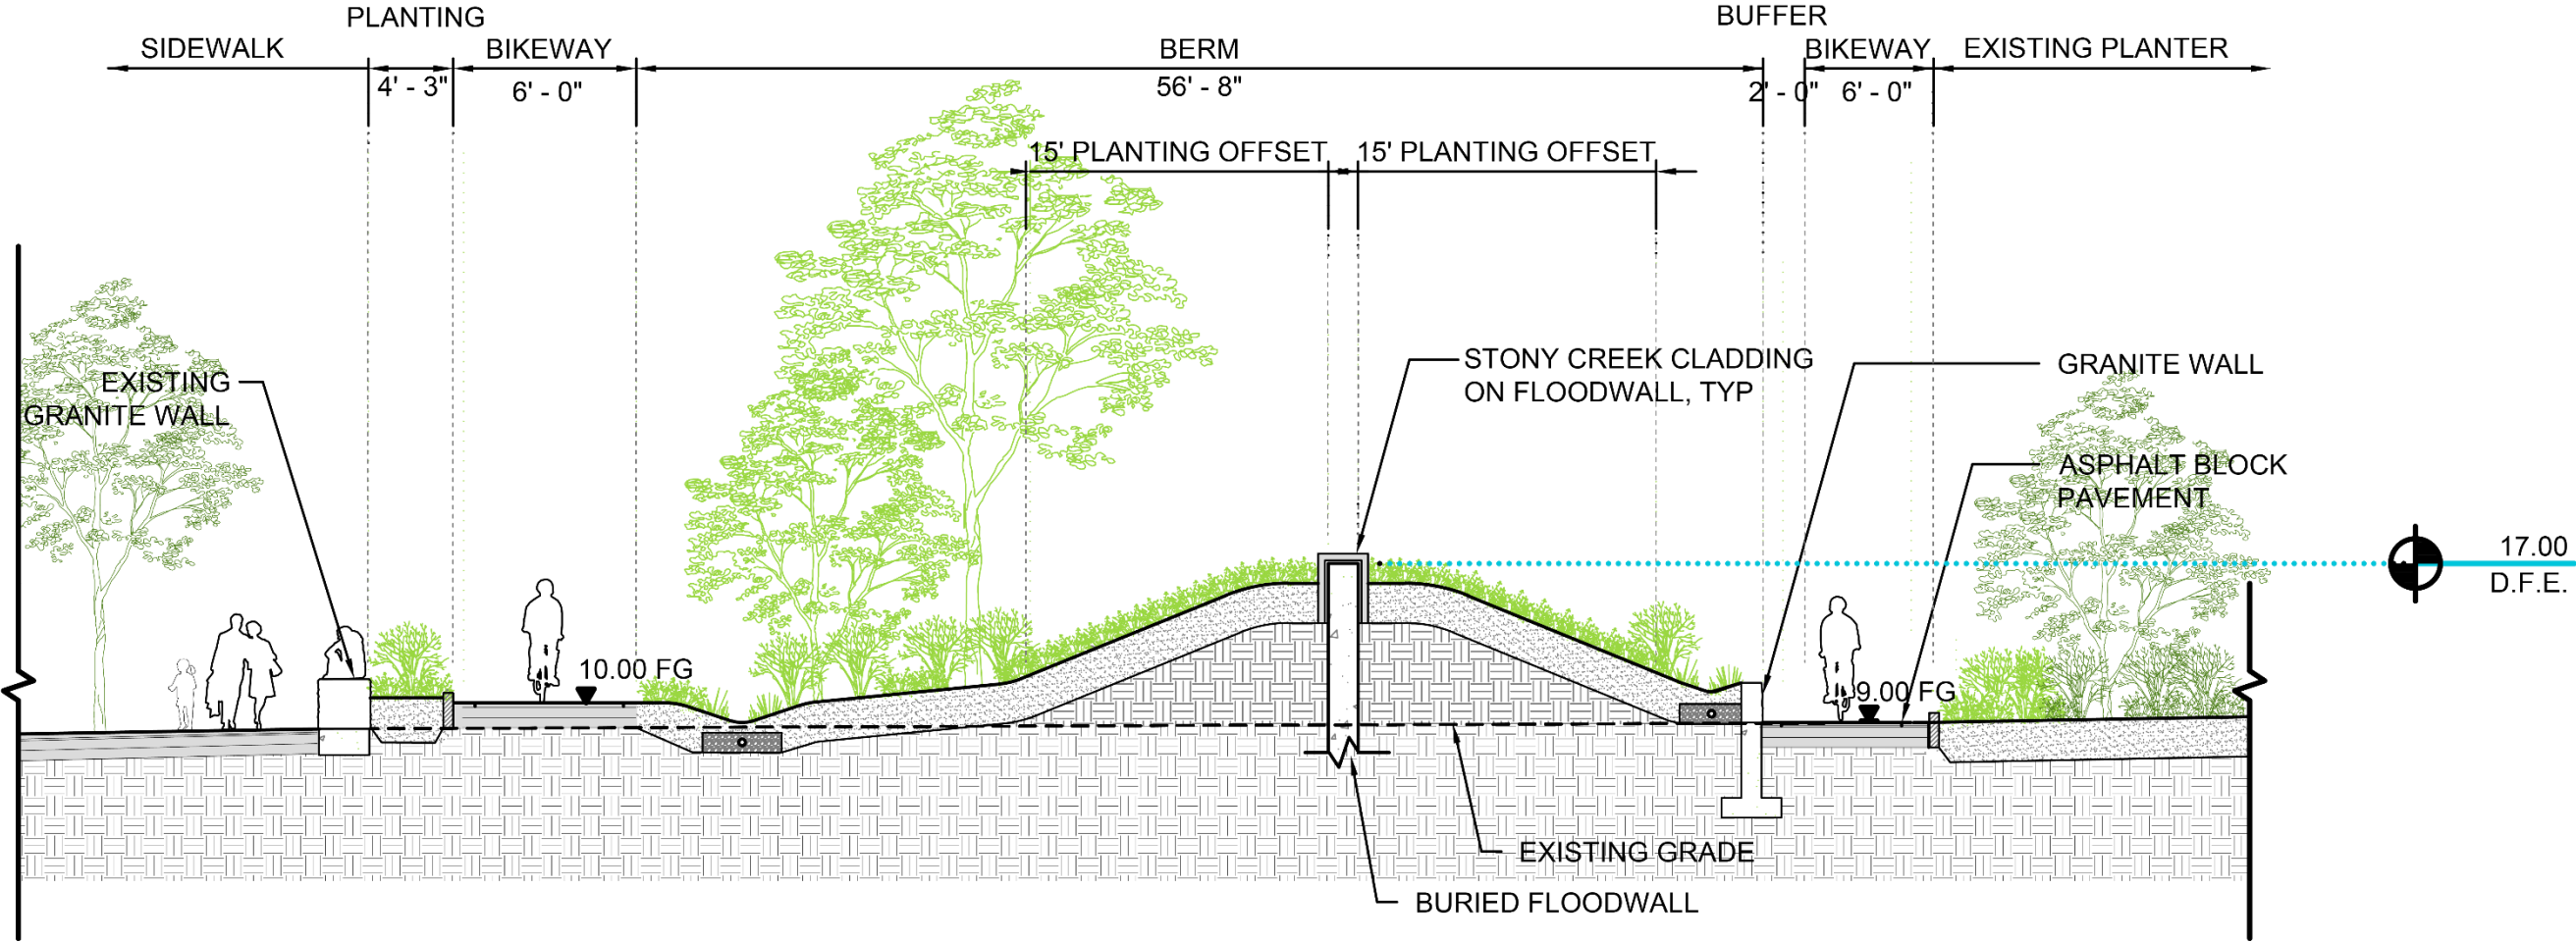 PLANTING
BUFFER
SIDEWALK
BIKEWAY
BERM
BIKEWAY
EXISTING PLANTER
4' - 3"
6' - 0"
56' - 8"
2' - 0"
6' - 0"
15' PLANTING OFFSET
15' PLANTING OFFSET
EXISTING
GRANITE WALL
STONY CREEK CLADDING
ON FLOODWALL, TYP
GRANITE WALL
ASPHALT BLOCK
PAVEMENT
17.00
D.F.E.
10.00 FG
9.00 FG
EXISTING GRADE
BURIED FLOODWALL